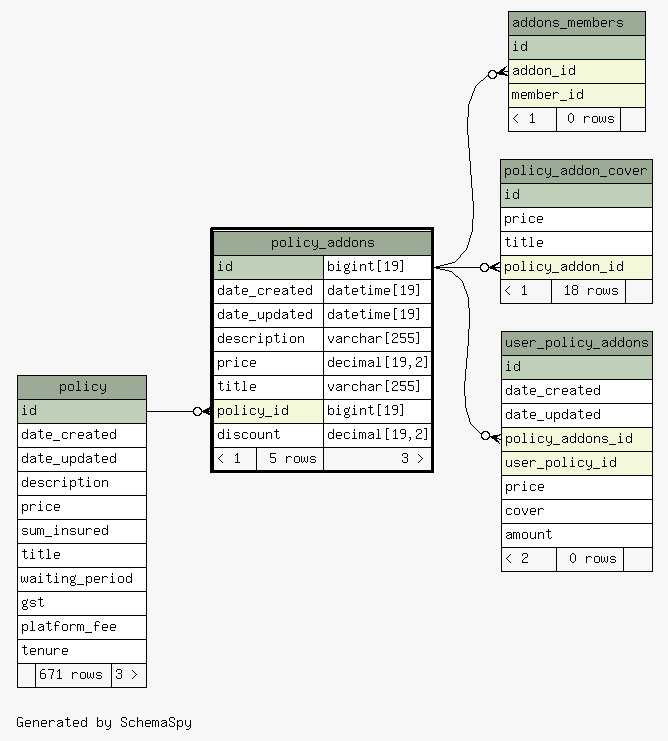 addons_members
id
addon_id
member_id
< 1 0 rows
policy_addon_cover
id
price
title
policy_addon_id
< 1 18 rows
policy_addons
id bigint[19]
date_created datetime[19]
date_updated datetime[19]
description varchar[255]
price decimal[19,2]
title varchar[255]
policy_id bigint[19]
discount decimal[19,2]
< 1 5 rows 3 >
user_policy_addons
id
date_created
date_updated
policy_addons_id
user_policy_id
price
cover
amount
< 2 0 rows
policy
id
date_created
date_updated
description
price
sum_insured
title
waiting_period
gst
platform_fee
tenure
671 rows 3 >
Generated by SchemaSpy